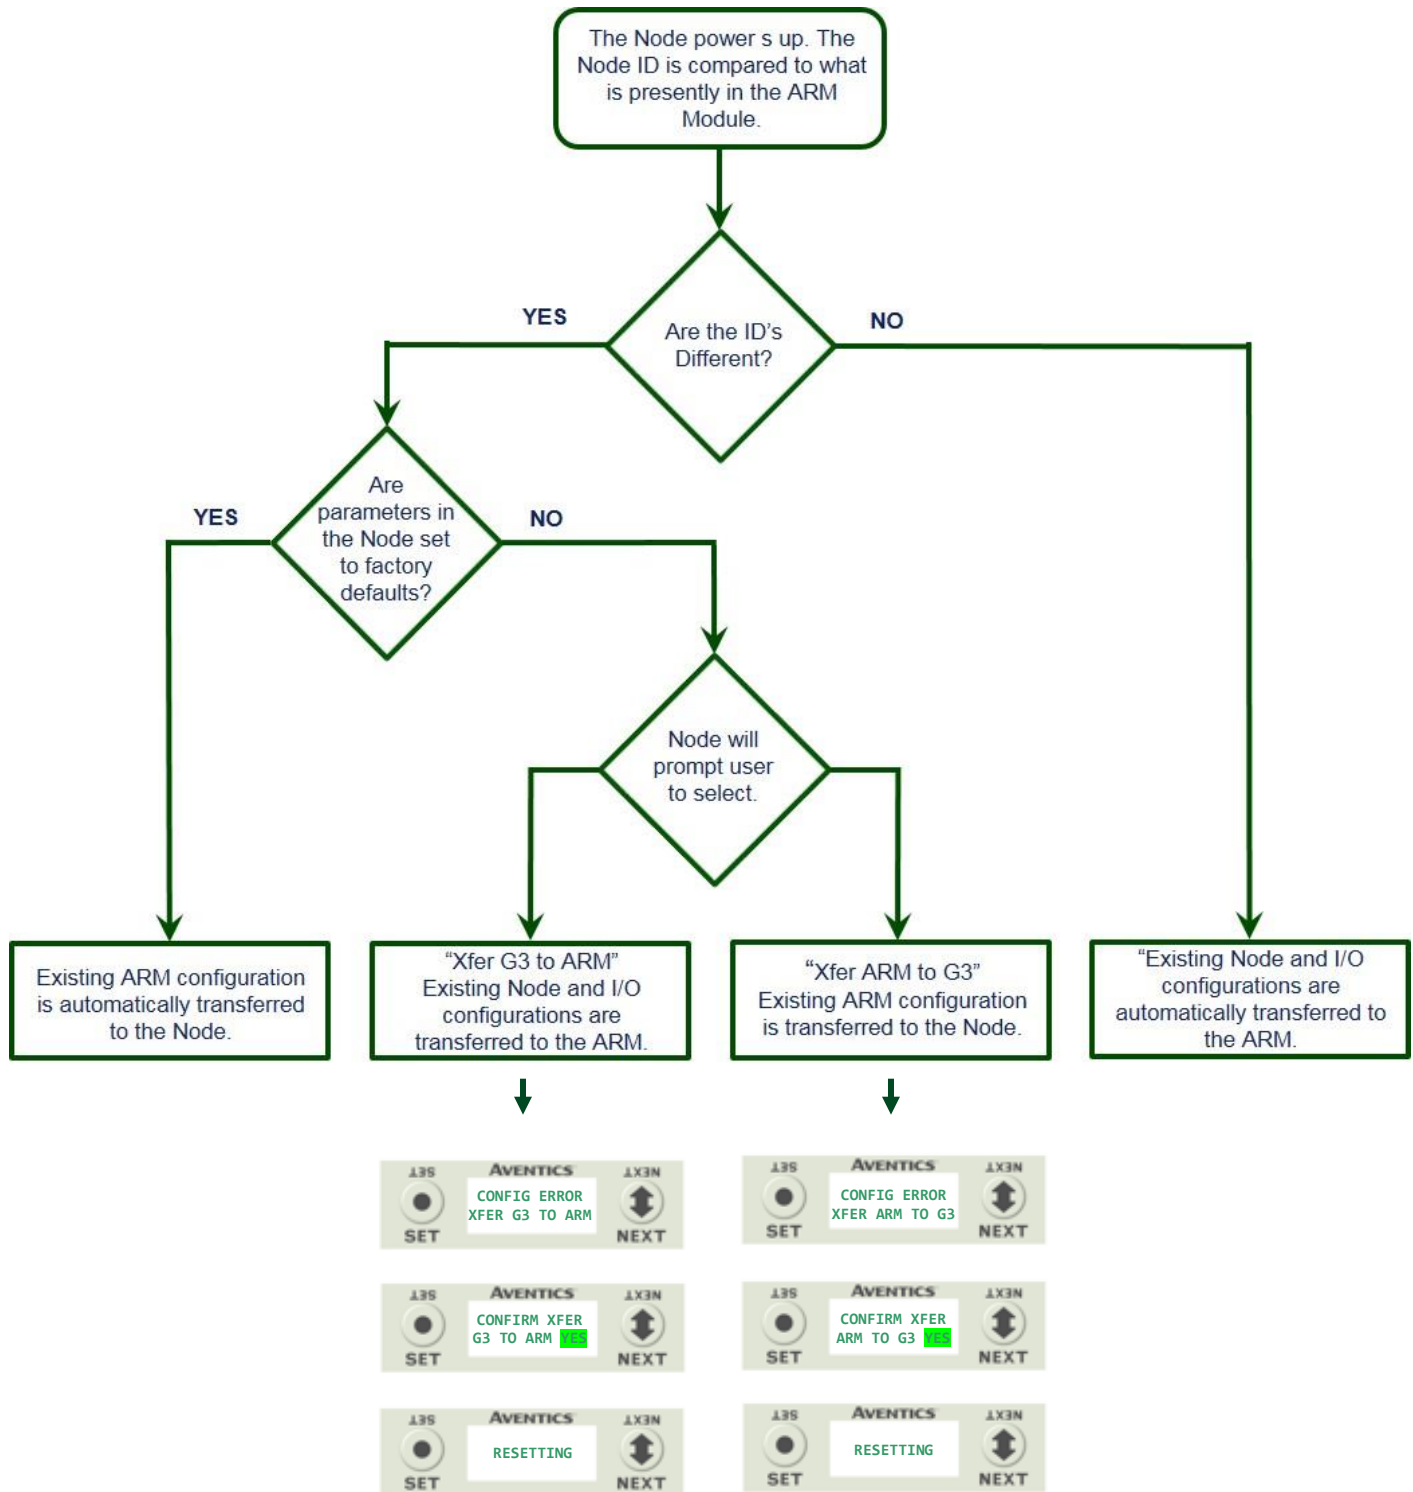 The Node power s up. The
Node ID is compared to what
is presently in the ARM
Module.
YES
NO
Are the ID's
Different?
YES
NO
Are
parameters in
the Node set
to factory
defaults?
Node will
prompt user
to select.
Existing ARM configuration
is automatically transferred
to the Node.
“Xfer G3 to ARM”
Existing Node and I/O
configurations are
transferred to the ARM.
“Xfer ARM to G3”
Existing ARM configuration
is transferred to the Node.
“Existing Node and I/O
configurations are
automatically transferred to
the ARM.
SET AVENTICS NEXT
CONFIG ERROR
XFER G3 TO ARM
SET NEXT
SET AVENTICS NEXT
CONFIG ERROR
XFER ARM TO G3
SET NEXT
SET AVENTICS NEXT
CONFIRM XFER
G3 TO ARM YES
SET NEXT
SET AVENTICS NEXT
CONFIRM XFER
ARM TO G3 YES
SET NEXT
SET AVENTICS NEXT
RESETTING
SET NEXT
SET AVENTICS NEXT
RESETTING
SET NEXT